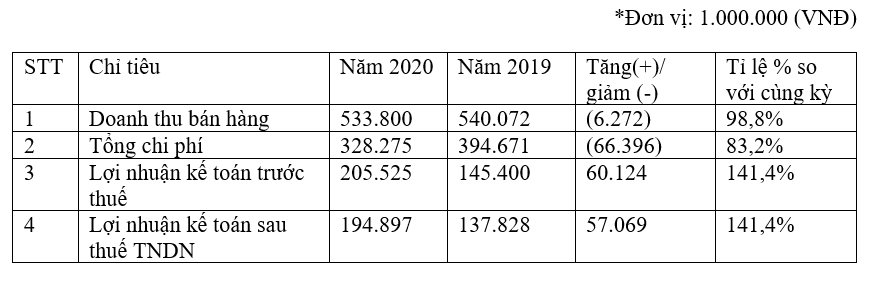 *Đơn vị: 1.000.000 (VNĐ)
STT Chỉ tiêu Năm 2020 Năm 2019 Tăng(+)/ giảm (-) Tỉ lệ % so với cùng kỳ
1 Doanh thu bán hàng 533.800 540.072 (6.272) 98,8%
2 Tổng chi phí 328.275 394.671 (66.396) 83,2%
3 Lợi nhuận kế toán trước thuế 205.525 145.400 60.124 141,4%
4 Lợi nhuận kế toán sau thuế TNDN 194.897 137.828 57.069 141,4%